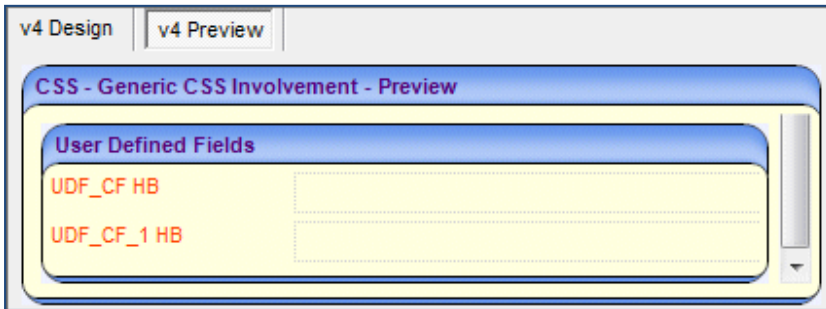 v4 Design v4 Preview
CSS - Generic CSS Involvement - Preview
User Defined Fields
UDF_CF HB
UDF_CF_1 HB